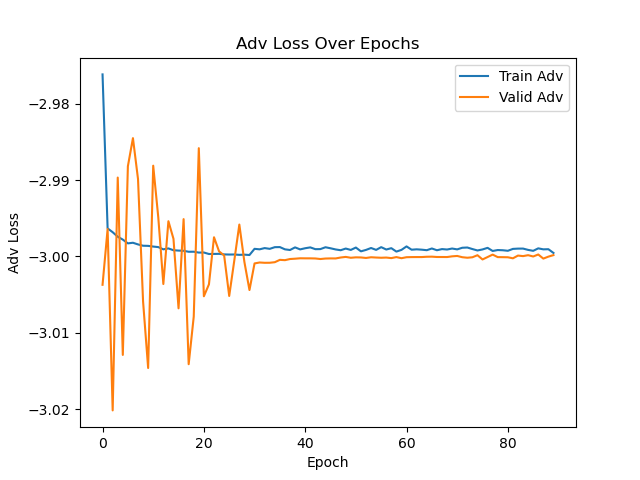 Adv Loss Over Epochs
Train Adv
Valid Adv
Adv Loss
−2.98
−2.99
−3.00
−3.01
−3.02
0
20
40
60
80
Epoch